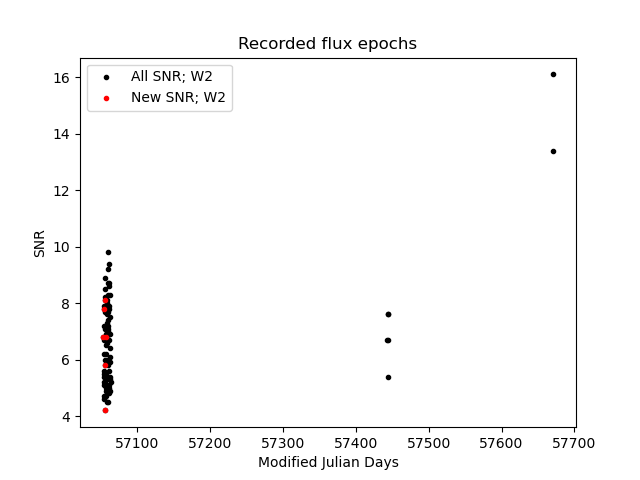 Recorded flux epochs
All SNR; W2
New SNR; W2
16
14
12
10
8
6
4
SNR
57100
57200
57300
57400
57500
57600
57700
Modified Julian Days